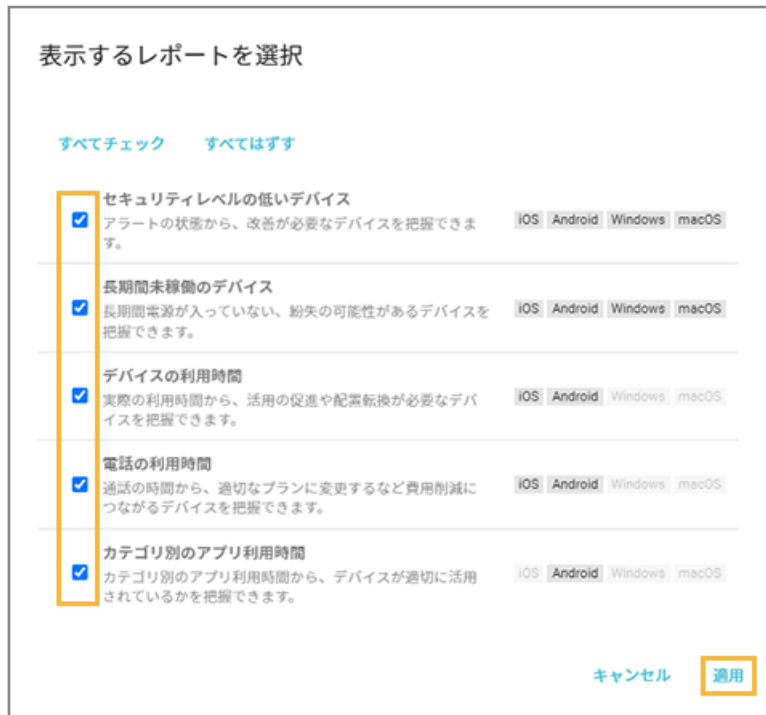 表示するレポートを選択
すべてチェック すべてはずす
セキュリティレベルの低いデバイス
アラートの状態から、改善が必要なデバイスを把握できま
す。
iOS Android Windows macOS
長期間未稼働のデバイス
長期間電源が入っていない、紛失の可能性があるデバイスを
把握できます。
iOS Android Windows macOS
デバイスの利用時間
実際の利用時間から、活用の促進や配置転換が必要なデバ
イスを把握できます。
iOS Android Windows macOS
電話の利用時間
通話の時間から、適切なプランに変更するなど費用削減に
つながるデバイスを把握できます。
iOS Android Windows macOS
カテゴリ別のアプリ利用時間
カテゴリ別のアプリ利用時間から、デバイスが適切に活用
されているかを把握できます。
iOS Android Windows macOS
キャンセル 適用